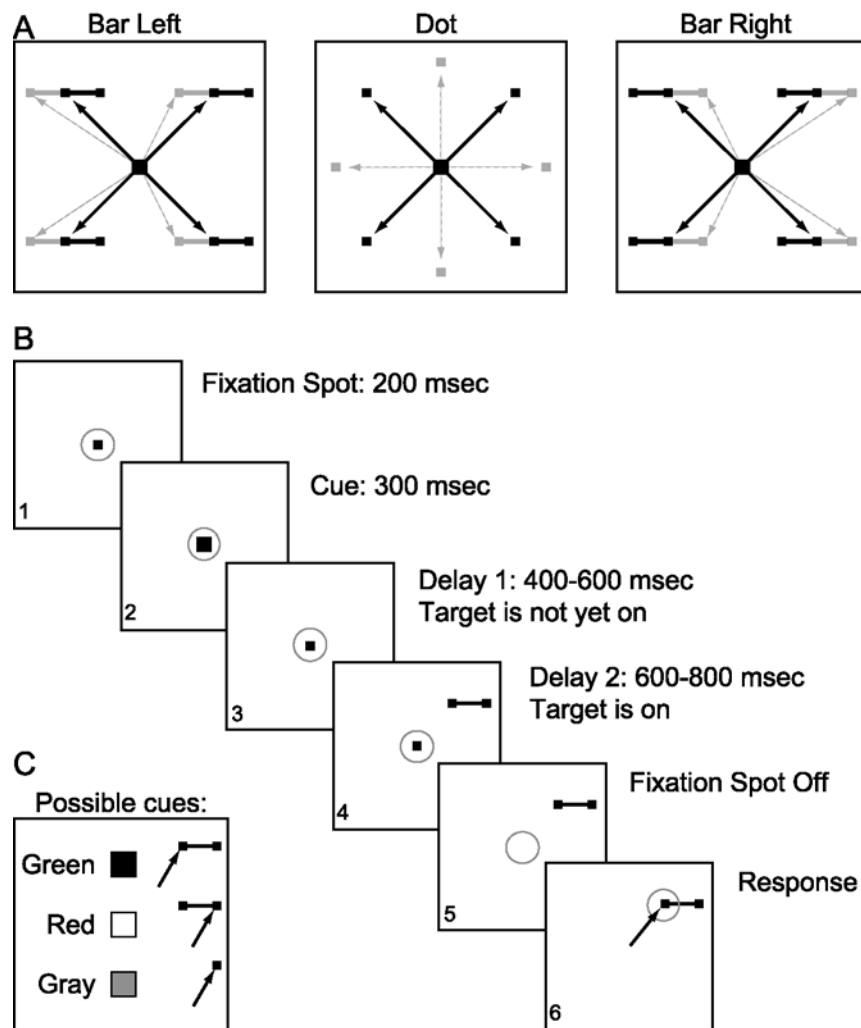 A
Bar Left
Dot
Bar Right
B
Fixation Spot: 200 msec
1
Cue: 300 msec
2
Delay 1: 400-600 msec
Target is not yet on
3
Delay 2: 600-800 msec
Target is on
4
Fixation Spot Off
5
Response
6
C
Possible cues:
Green
Red
Gray